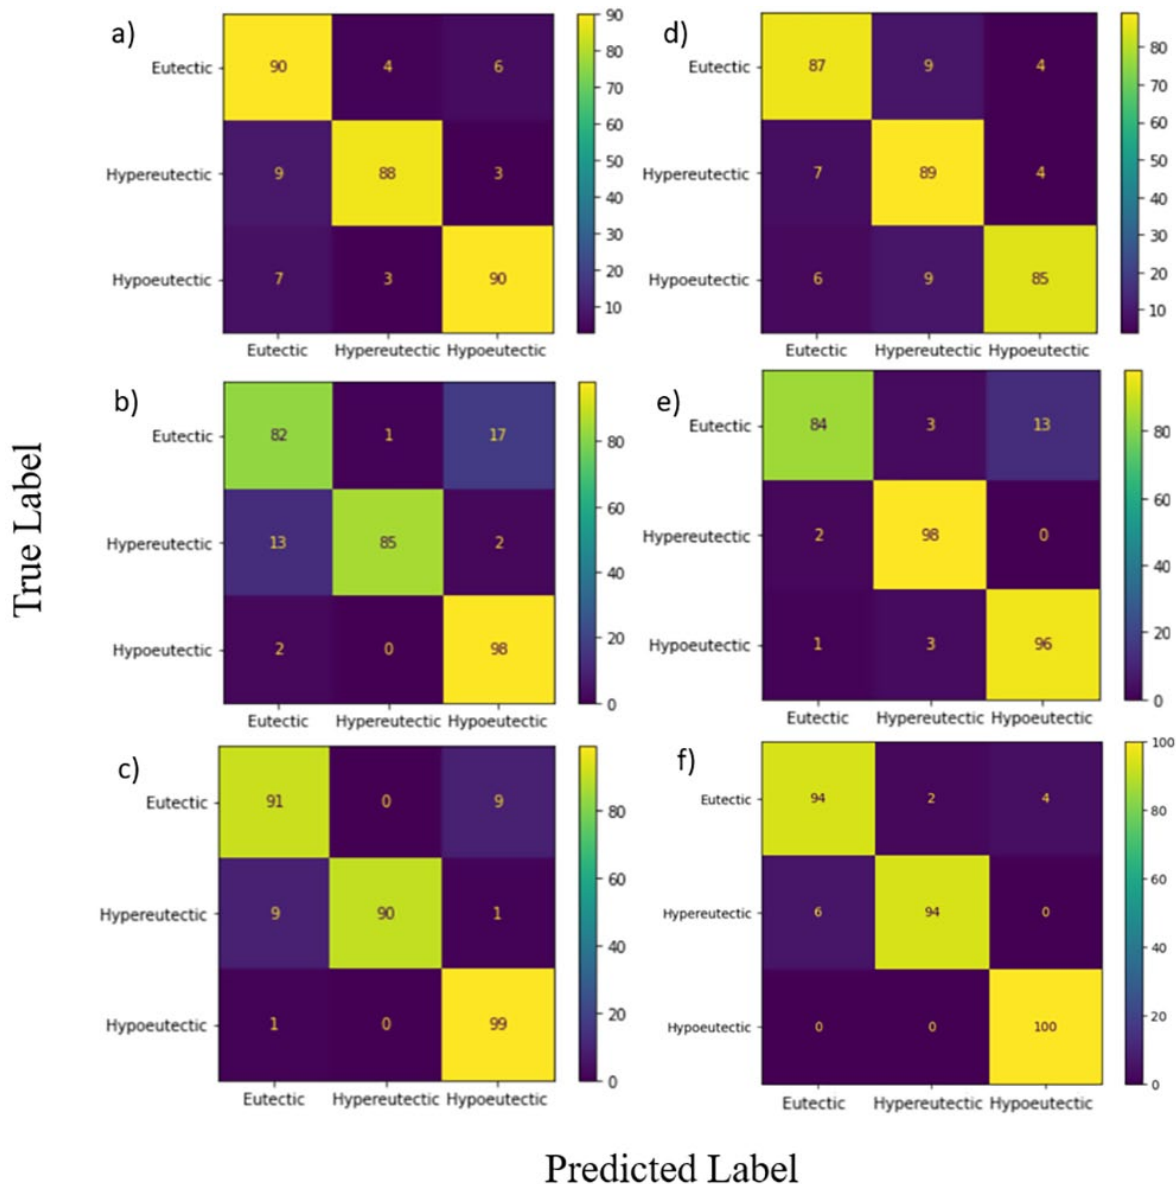 a)
90
Eutectic
90
4
6
80
70
60
Hypereutectic
9
88
3
50
40
30
Hypoeutectic
7
3
90
20
10
Eutectic Hypereutectic Hypoeutectic
d)
Eutectic
87
9
4
80
70
60
Hypereutectic
7
89
4
50
40
30
Hypoeutectic
6
9
85
20
10
Eutectic Hypereutectic Hypoeutectic
b)
Eutectic
82
1
17
80
60
Hypereutectic
13
85
2
40
20
Hypoeutectic
2
0
98
0
Eutectic Hypereutectic Hypoeutectic
e)
Eutectic
84
3
13
80
60
Hypereutectic
2
98
0
40
20
Hypoeutectic
1
3
96
0
Eutectic Hypereutectic Hypoeutectic
c)
Eutectic
91
0
9
80
60
Hypereutectic
9
90
1
40
20
Hypoeutectic
1
0
99
0
Eutectic Hypereutectic Hypoeutectic
f)
100
Eutectic
94
2
4
80
60
Hypereutectic
6
94
0
40
20
Hypoeutectic
0
0
100
0
Eutectic Hypereutectic Hypoeutectic
True Label
Predicted Label